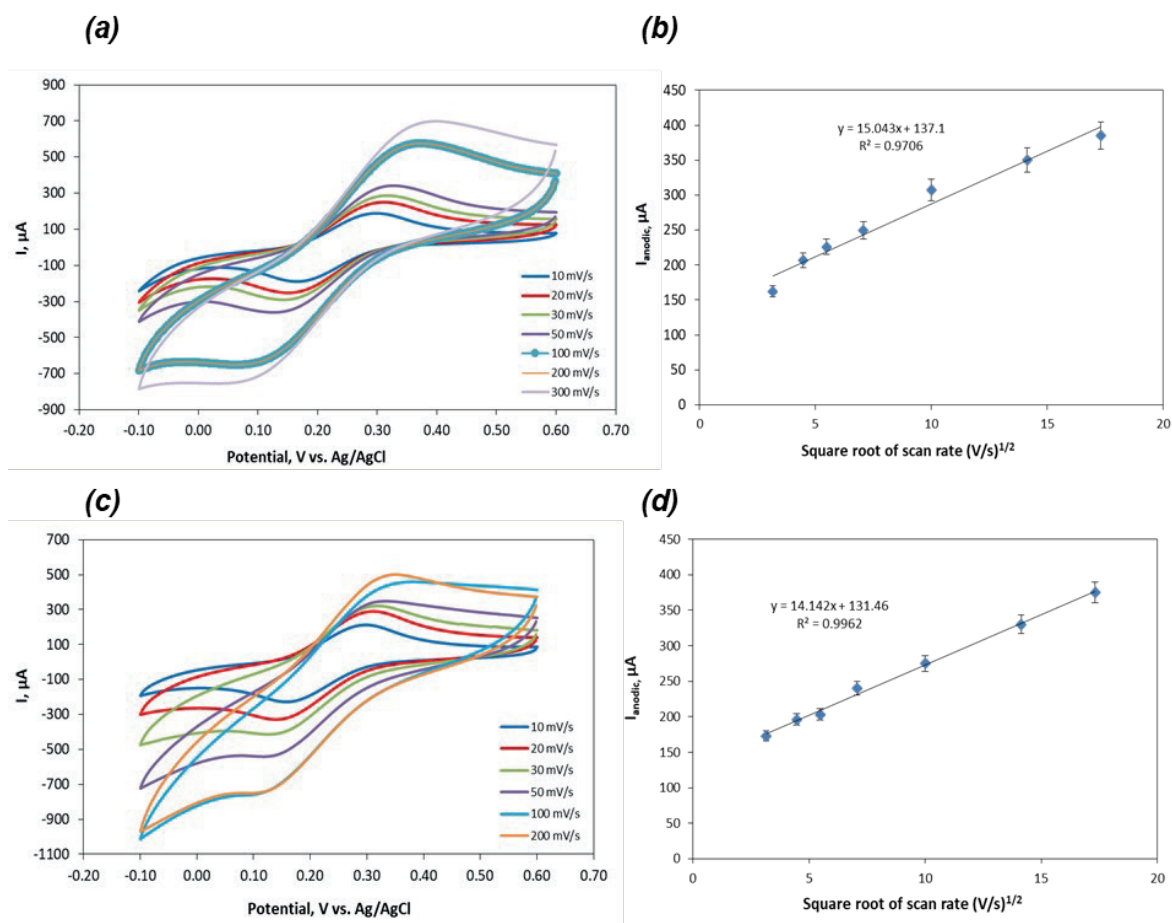 (a)
(b)
900
700
500
300
100
-100
-300
-500
-700
-900
I, µA
10 mV/s
20 mV/s
30 mV/s
50 mV/s
100 mV/s
200 mV/s
300 mV/s
-0.20 -0.10 0.00 0.10 0.20 0.30 0.40 0.50 0.60 0.70
Potential, V vs. Ag/AgCl
450
400
350
300
250
200
150
100
50
0
Ianodic, µA
y = 15.043x + 137.1
R² = 0.9706
0 5 10 15 20
Square root of scan rate (V/s)1/2
(c)
(d)
700
500
300
100
-100
-300
-500
-700
-900
-1100
I, µA
10 mV/s
20 mV/s
30 mV/s
50 mV/s
100 mV/s
200 mV/s
-0.20 -0.10 0.00 0.10 0.20 0.30 0.40 0.50 0.60 0.70
Potential, V vs. Ag/AgCl
450
400
350
300
250
200
150
100
50
0
Ianodic, µA
y = 14.142x + 131.46
R² = 0.9962
0 5 10 15 20
Square root of scan rate (V/s)1/2